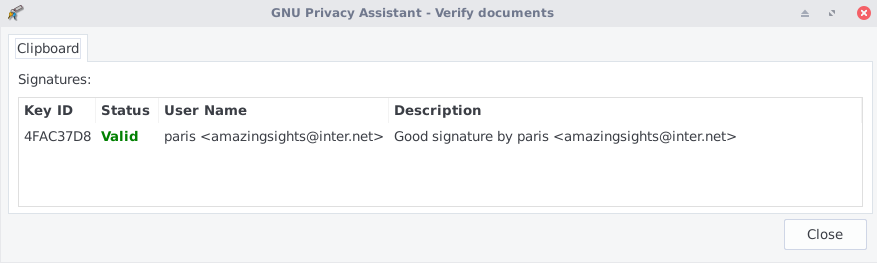 GNU Privacy Assistant - Verify documents
Clipboard
Signatures:
Key ID Status User Name Description
4FAC37D8 Valid paris <amazingsights@inter.net> Good signature by paris <amazingsights@inter.net>
Close